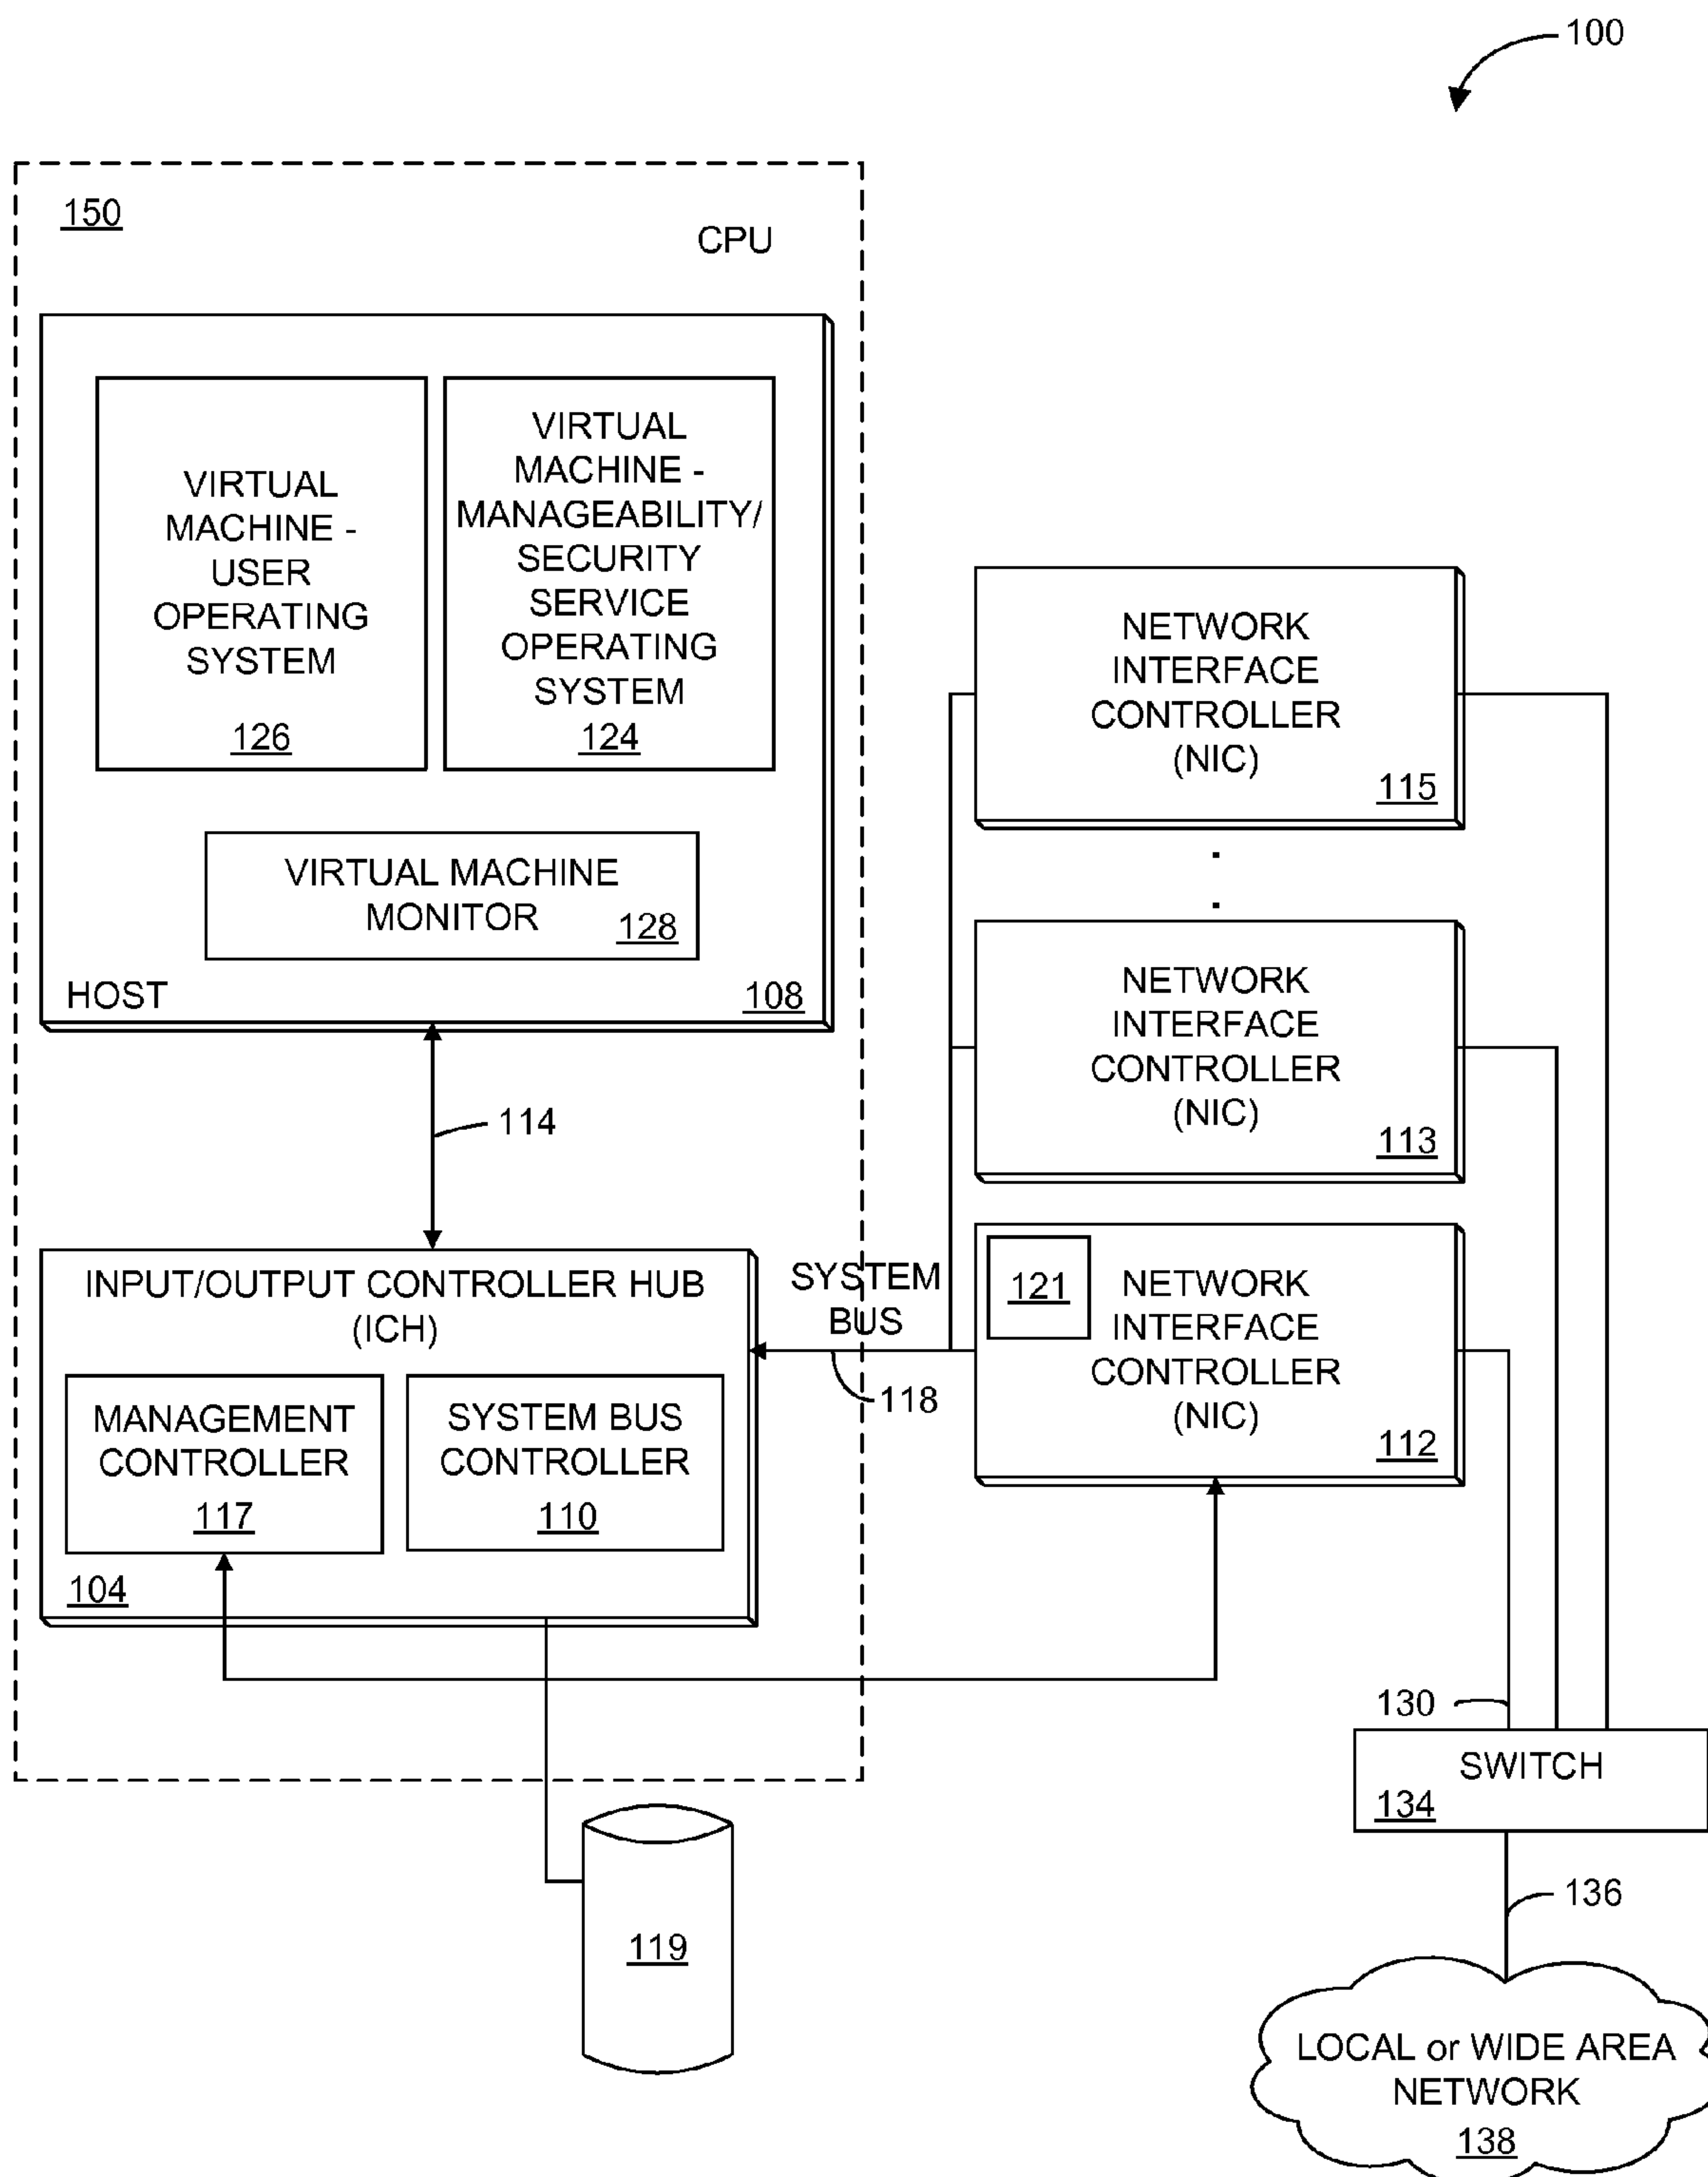 100
150
CPU
VIRTUAL
MACHINE -
USER
OPERATING
SYSTEM
126
VIRTUAL
MACHINE -
MANAGEABILITY/
SECURITY
SERVICE
OPERATING
SYSTEM
124
VIRTUAL MACHINE
MONITOR
128
HOST
108
114
NETWORK
INTERFACE
CONTROLLER
(NIC)
115
NETWORK
INTERFACE
CONTROLLER
(NIC)
113
INPUT/OUTPUT CONTROLLER HUB
(ICH)
MANAGEMENT
CONTROLLER
117
SYSTEM BUS
CONTROLLER
110
104
SYSTEM
BUS
118
121
NETWORK
INTERFACE
CONTROLLER
(NIC)
112
130
SWITCH
134
136
119
LOCAL or WIDE AREA
NETWORK
138